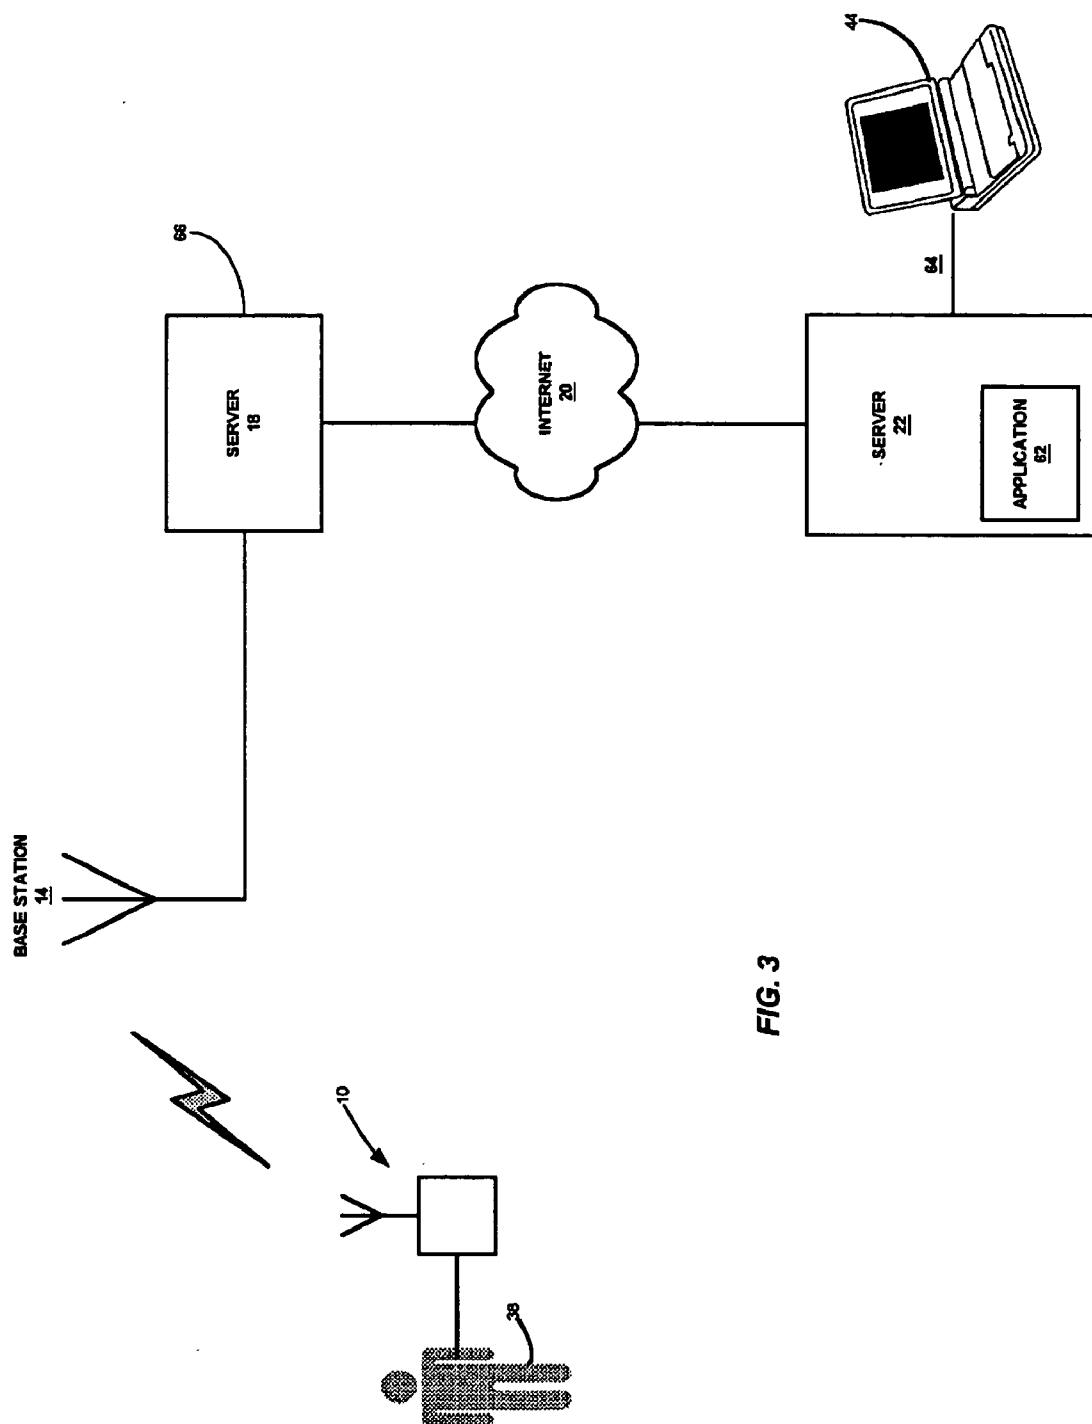 BASE STATION
14
66
SERVER
18
10
38
INTERNET
20
44
64
SERVER
22
APPLICATION
62
FIG. 3